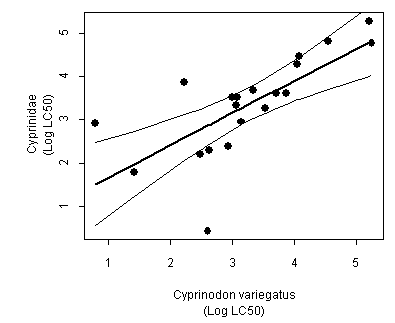 Cyprinidae
(Log LC50)
5
4
3
2
1
1 2 3 4 5
Cyprinodon variegatus
(Log LC50)